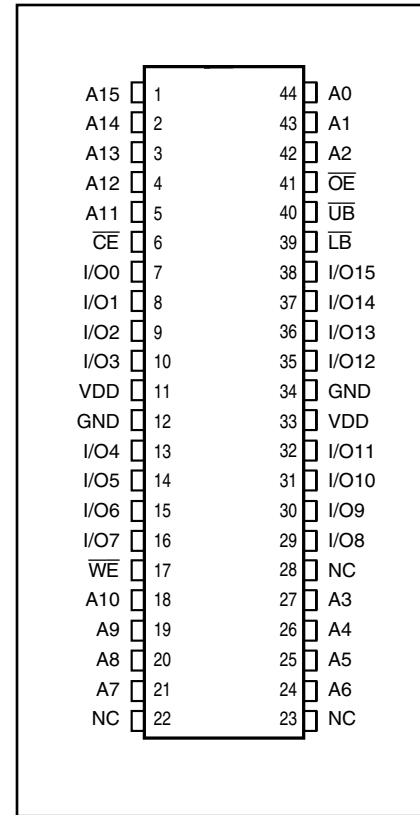 A15 1 44 A0
A14 2 43 A1
A13 3 42 A2
A12 4 41 OE
A11 5 40 UB
CE 6 39 LB
I/O0 7 38 I/O15
I/O1 8 37 I/O14
I/O2 9 36 I/O13
I/O3 10 35 I/O12
VDD 11 34 GND
GND 12 33 VDD
I/O4 13 32 I/O11
I/O5 14 31 I/O10
I/O6 15 30 I/O9
I/O7 16 29 I/O8
WE 17 28 NC
A10 18 27 A3
A9 19 26 A4
A8 20 25 A5
A7 21 24 A6
NC 22 23 NC